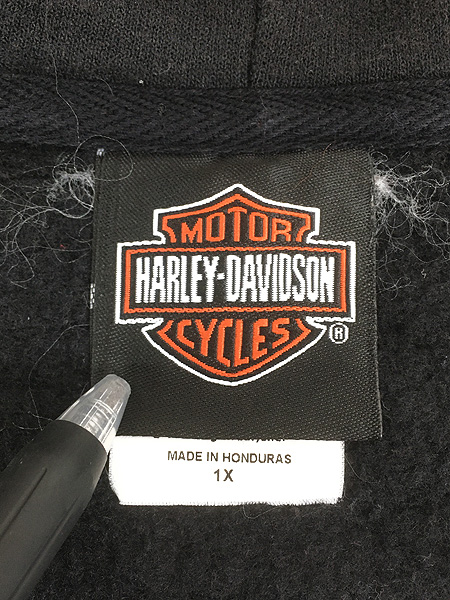 MOTOR
HARLEY-DAVIDSON
CYCLES
®
MADE IN HONDURAS
1X